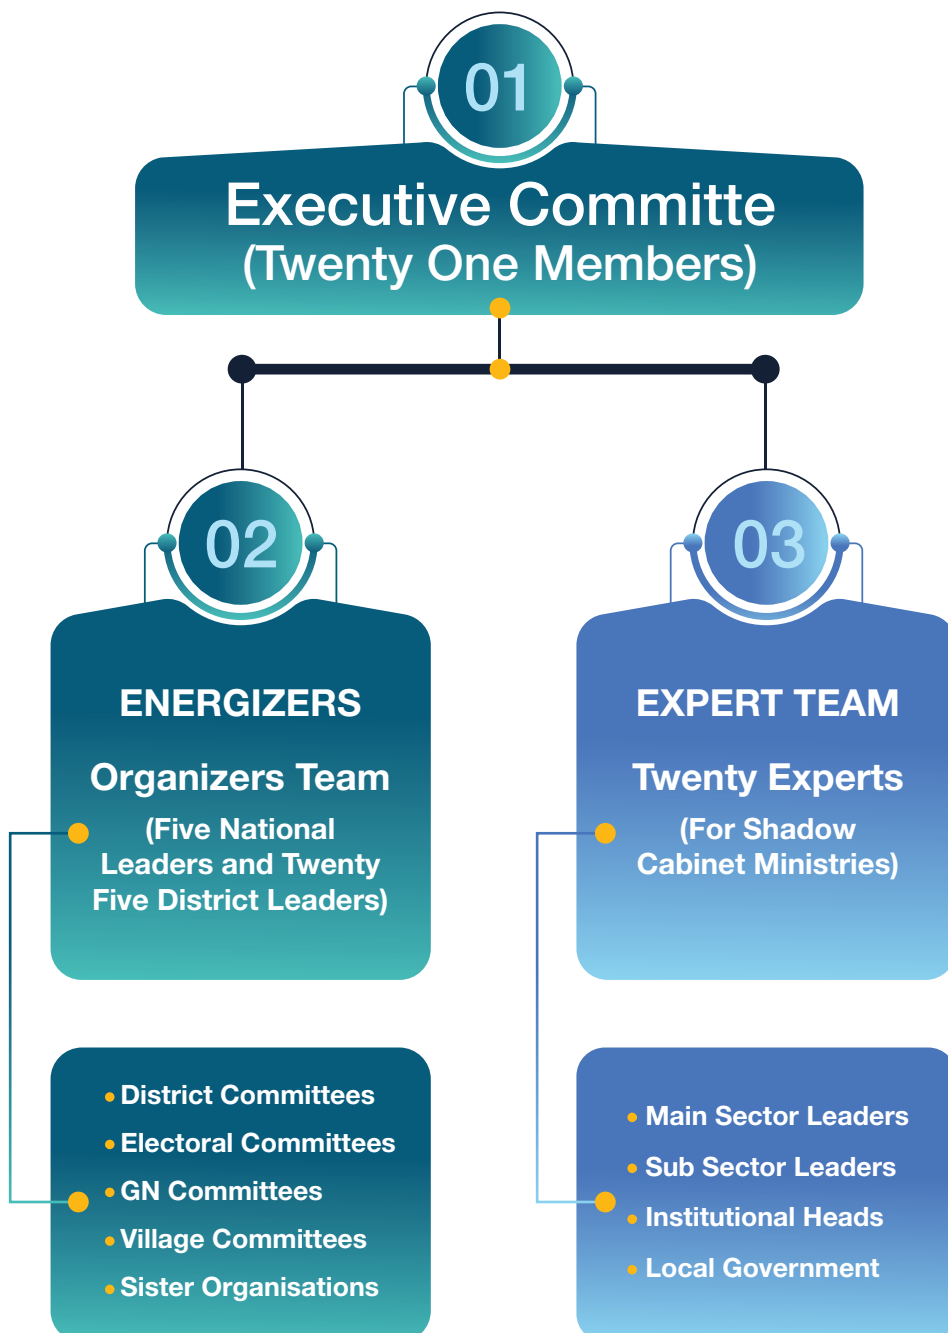 01
Executive Committe
(Twenty One Members)
02
ENERGIZERS
Organizers Team
(Five National
Leaders and Twenty
Five District Leaders)
• District Committees
• Electoral Committees
• GN Committees
• Village Committees
• Sister Organisations
03
EXPERT TEAM
Twenty Experts
(For Shadow
Cabinet Ministries)
• Main Sector Leaders
• Sub Sector Leaders
• Institutional Heads
• Local Government